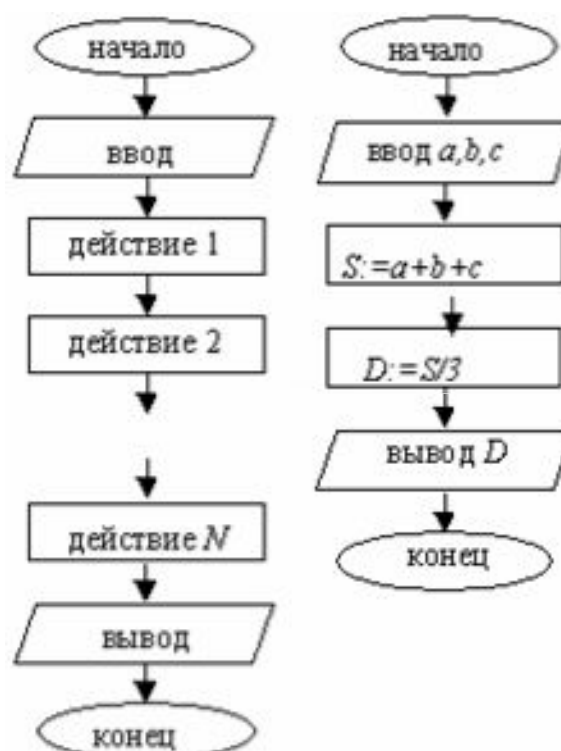 начало
ввод
действие 1
действие 2
действие N
вывод
конец
начало
ввод a,b,c
S:=a+b+c
D:=S/3
вывод D
конец